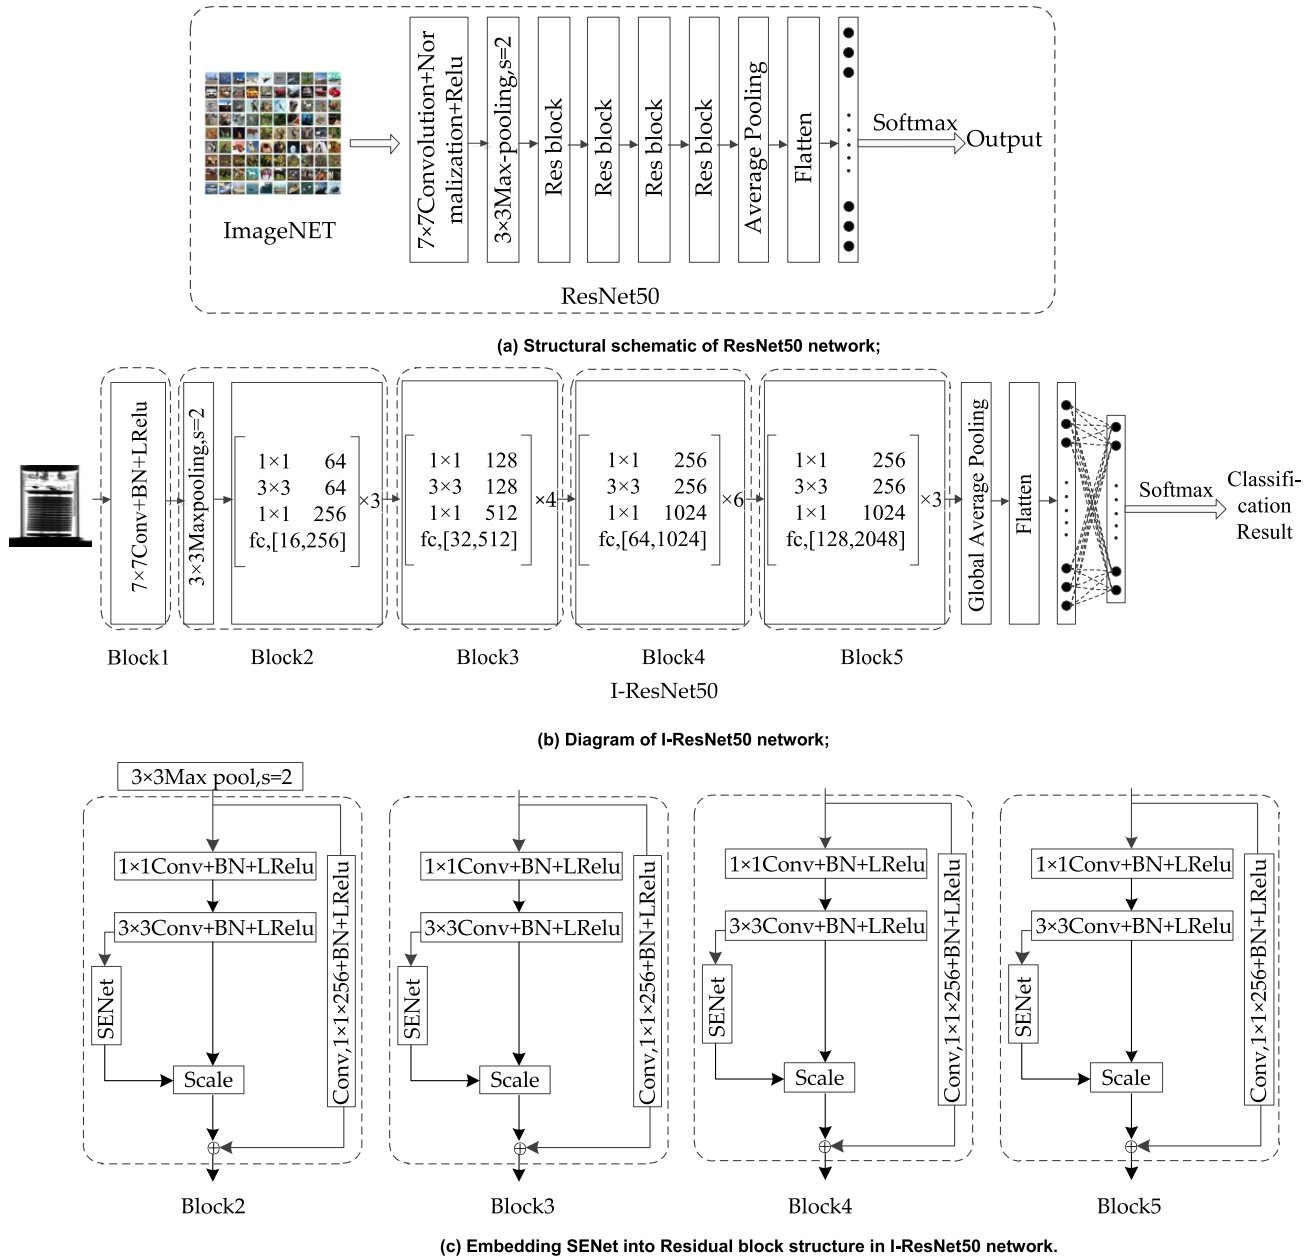 ImageNET
7×7Convolution+Nor
malization+Relu
3×3Max-pooling,s=2
Res block
Res block
Res block
Res block
Average Pooling
Flatten
Softmax
Output
ResNet50
(a) Structural schematic of ResNet50 network;
7×7Conv+BN+LRelu
3×3Maxpooling,s=2
1×1 64
3×3 64
1×1 256
fc,[16,256]
×3
1×1 128
3×3 128
1×1 512
fc,[32,512]
×4
1×1 256
3×3 256
1×1 1024
fc,[64,1024]
×6
1×1 256
3×3 256
1×1 1024
fc,[128,2048]
×3
Global Average Pooling
Flatten
Softmax
Classifi-
cation
Result
Block1
Block2
Block3
Block4
Block5
I-ResNet50
(b) Diagram of I-ResNet50 network;
3×3Max pool,s=2
1×1Conv+BN+LRelu
3×3Conv+BN+LRelu
SENet
Scale
Conv,1×1×256+BN+LRelu
Block2
1×1Conv+BN+LRelu
3×3Conv+BN+LRelu
SENet
Scale
Conv,1×1×256+BN+LRelu
Block3
1×1Conv+BN+LRelu
3×3Conv+BN+LRelu
SENet
Scale
Conv,1×1×256+BN+LRelu
Block4
1×1Conv+BN+LRelu
3×3Conv+BN+LRelu
SENet
Scale
Conv,1×1×256+BN+LRelu
Block5
(c) Embedding SENet into Residual block structure in I-ResNet50 network.